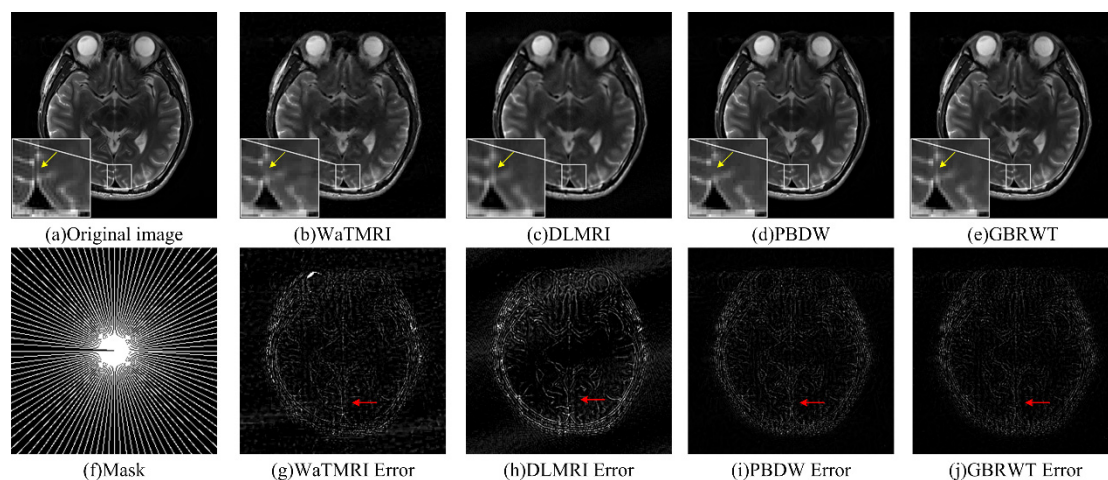 (a)Original image
(b)WaTMRI
(c)DLMRI
(d)PBDW
(e)GBRWT
(f)Mask
(g)WaTMRI Error
(h)DLMRI Error
(i)PBDW Error
(j)GBRWT Error